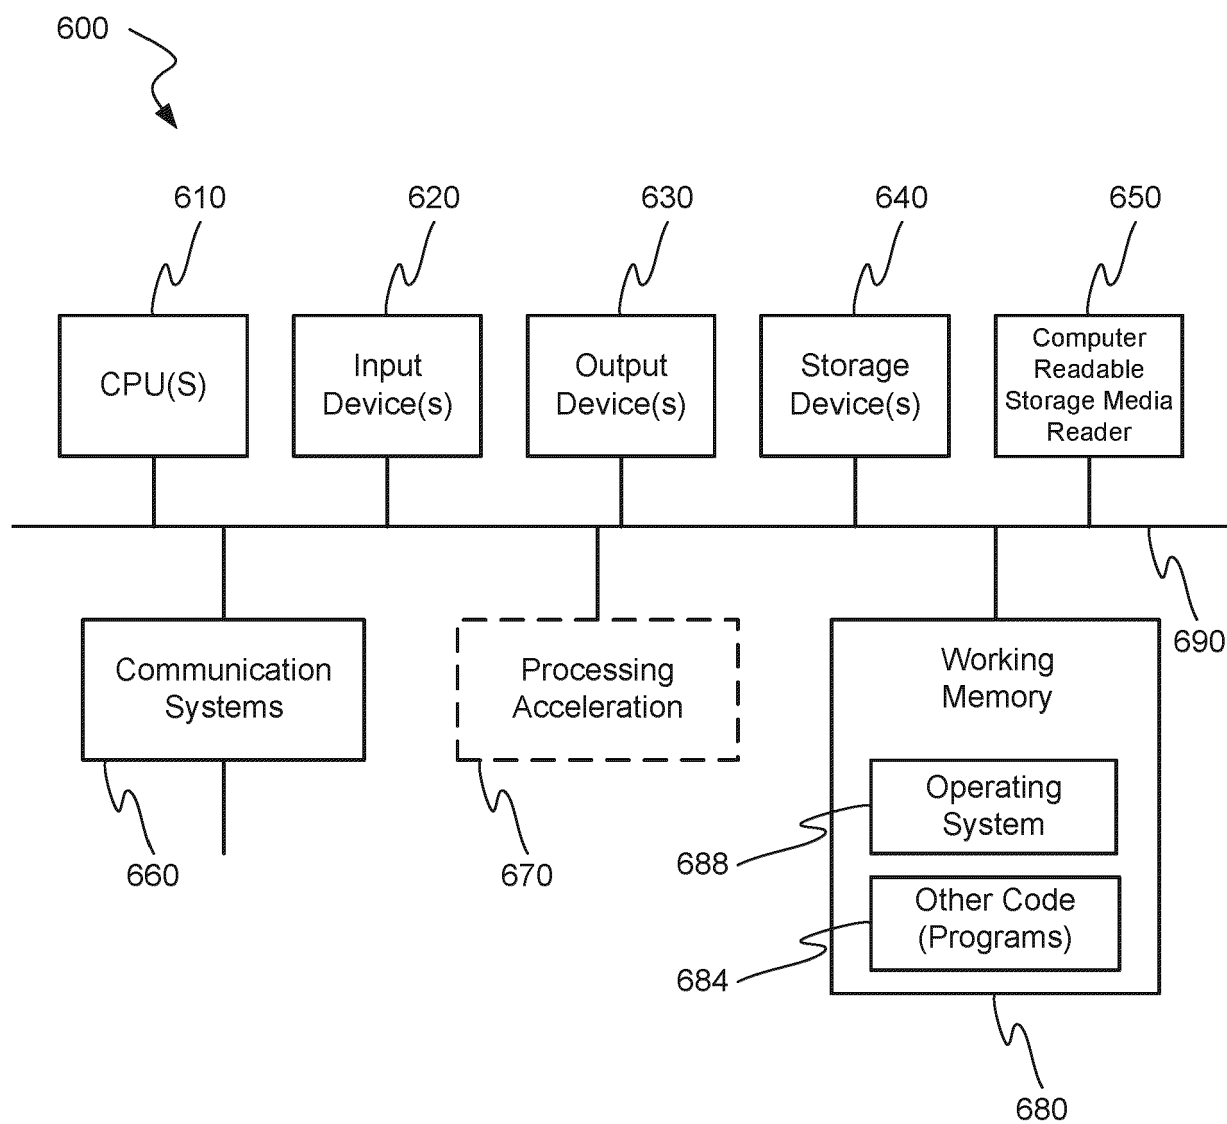 600
610
620
630
640
650
CPU(S)
Input
Device(s)
Output
Device(s)
Storage
Device(s)
Computer
Readable
Storage Media
Reader
690
Communication
Systems
Processing
Acceleration
Working
Memory
Operating
System
688
Other Code
(Programs)
684
660
670
680